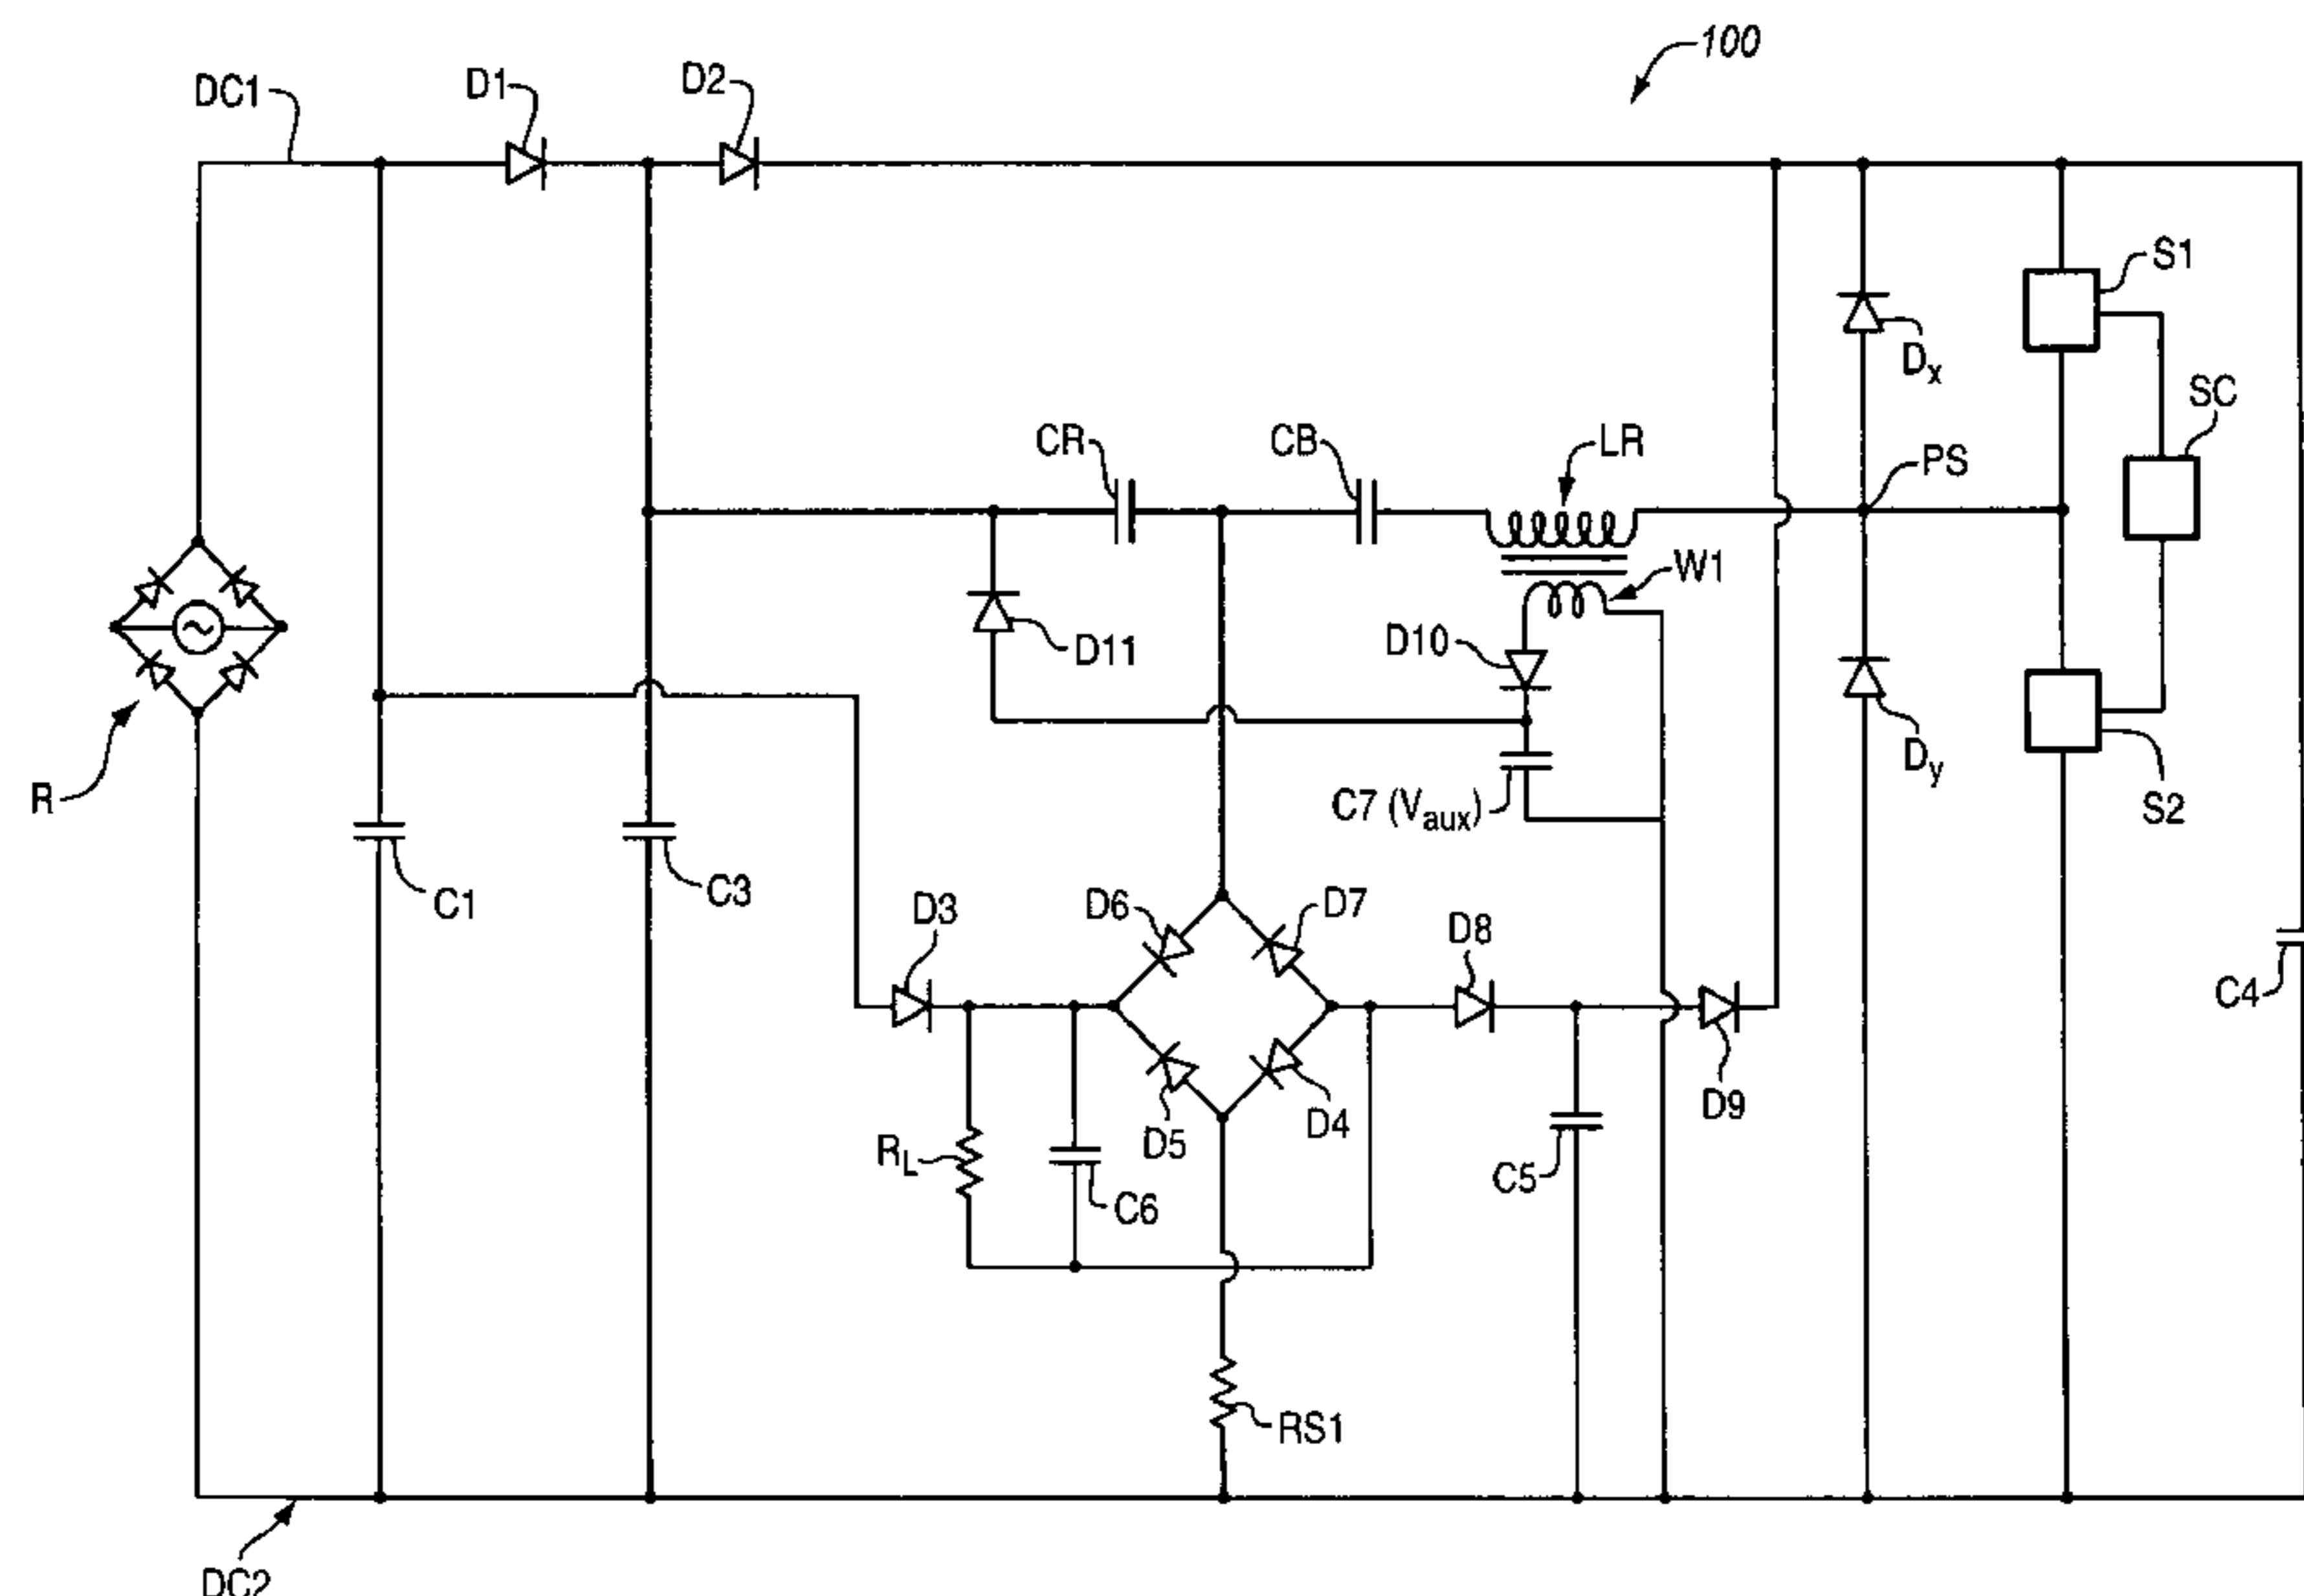 100
DC1
D1
D2
S1
Dx
SC
CR
CB
LR
PS
W1
D10
D11
R
Dy
C7 (Vaux)
S2
C1
C3
D3
D6
D7
D8
C4
D9
RL
D5
D4
C6
C5
RS1
DC2